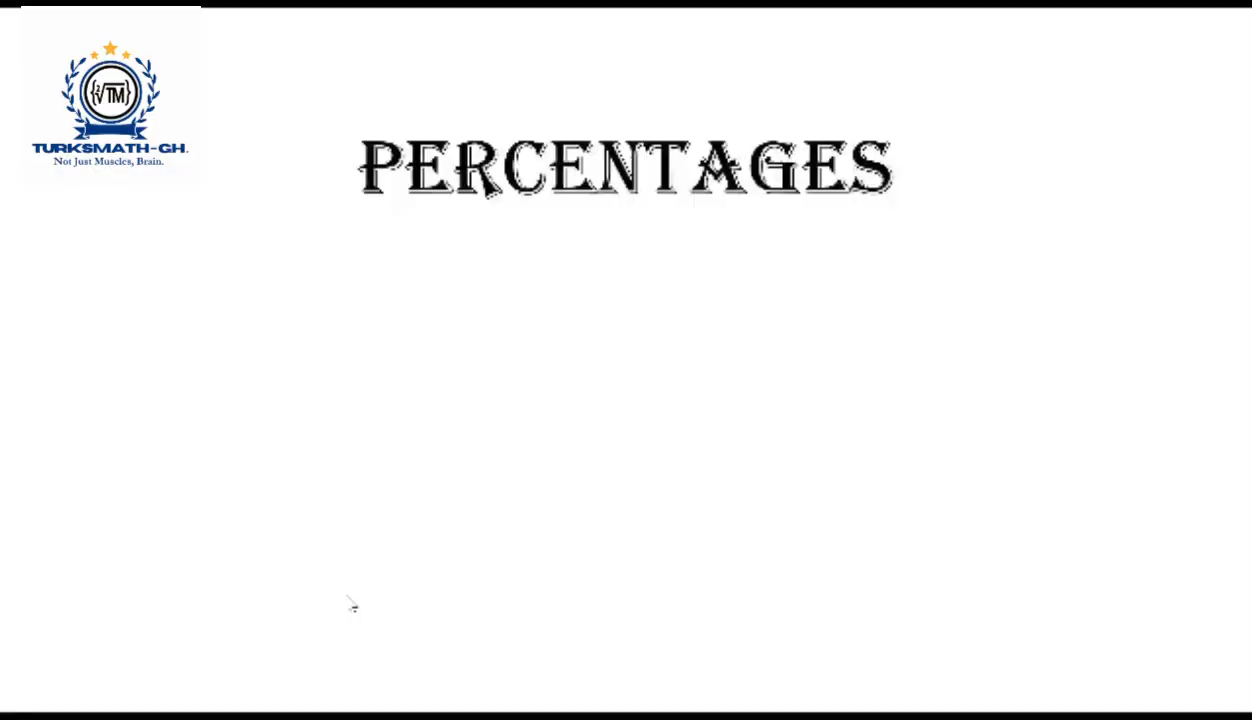 {√TM}
TURKSMATH-GH.
Not Just Muscles, Brain.
PERCENTAGES